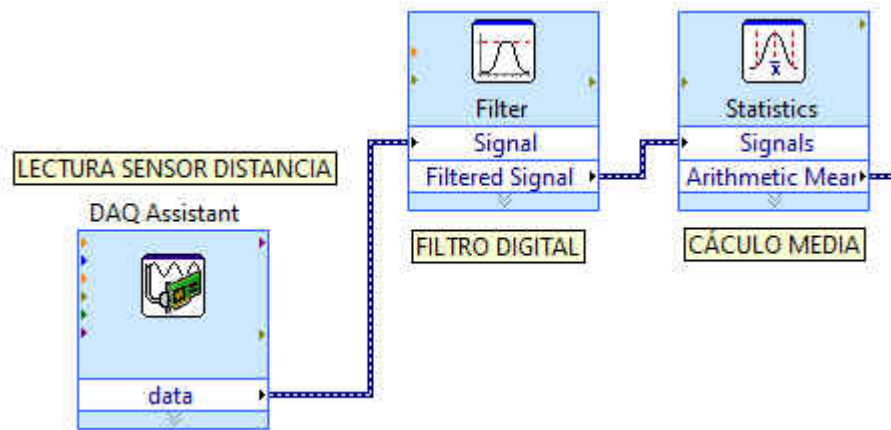 LECTURA SENSOR DISTANCIA
DAQ Assistant
data
Filter
Signal
Filtered Signal
FILTRO DIGITAL
Statistics
Signals
Arithmetic Mear
CÁCULO MEDIA